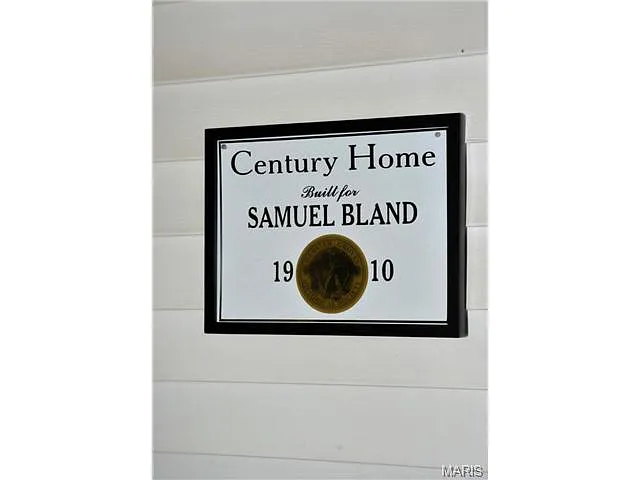 Century Home
Built for
SAMUEL BLAND
19 10
MARIS